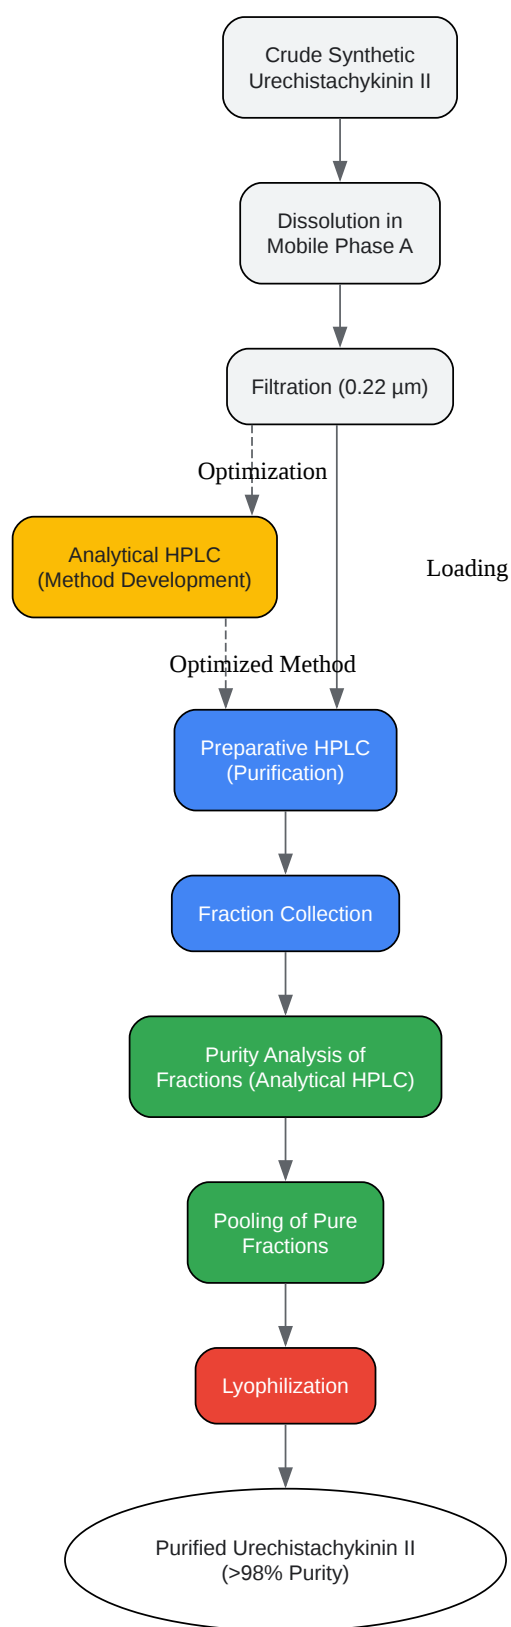 Crude Synthetic
Urechistachykinin II
Dissolution in
Mobile Phase A
Filtration (0.22 µm)
Optimization
Analytical HPLC
(Method Development)
Loading
Optimized Method
Preparative HPLC
(Purification)
Fraction Collection
Purity Analysis of
Fractions (Analytical HPLC)
Pooling of Pure
Fractions
Lyophilization
Purified Urechistachykinin II
(>98% Purity)